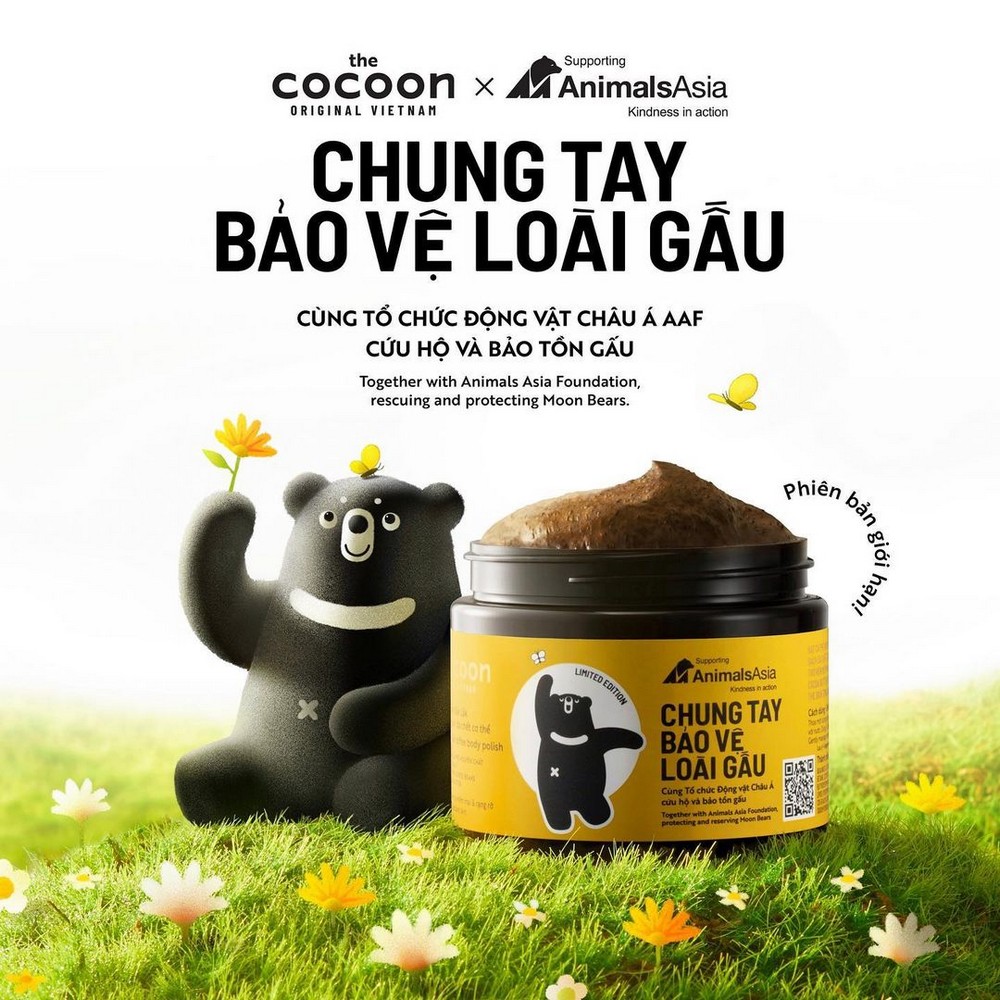 the
cocoon
ORIGINAL VIETNAM
×
Supporting
AnimalsAsia
Kindness in action
CHUNG TAY
BẢO VỆ LOÀI GẤU
CÙNG TỔ CHỨC ĐỘNG VẬT CHÂU Á AAF
CỨU HỘ VÀ BẢO TỒN GẤU
Together with Animals Asia Foundation,
rescuing and protecting Moon Bears.
Phiên bản giới hạn!
coon
body polish
LIMITED EDITION
Supporting
AnimalsAsia
Kindness in action
CHUNG TAY
BẢO VỆ
LOÀI GẤU
Cùng Tổ chức Động vật Châu Á
cứu hộ và bảo tồn gấu
Together with Animals Asia Foundation,
protecting and reserving Moon Bears